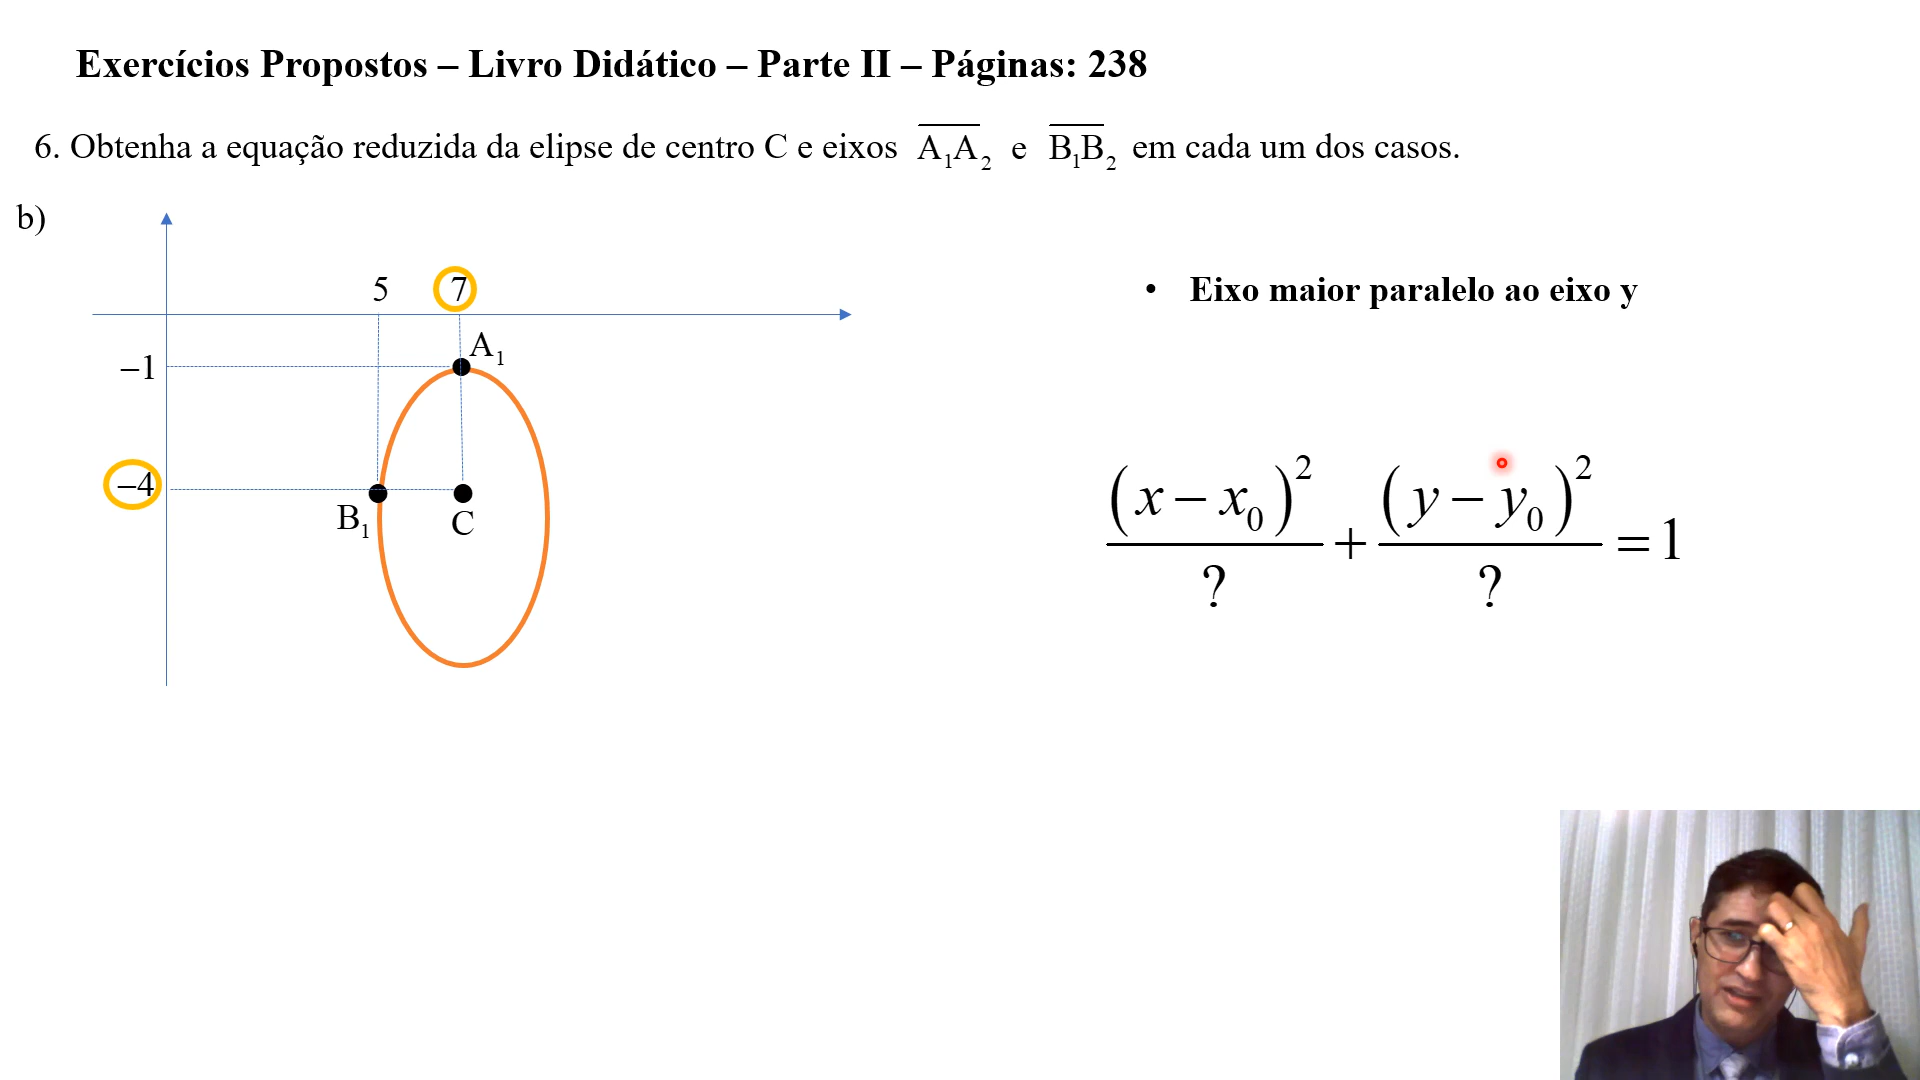 Exercícios Propostos – Livro Didático – Parte II – Páginas: 238
6. Obtenha a equação reduzida da elipse de centro C e eixos A₁A₂ e B₁B₂ em cada um dos casos.
b)
5 7
• Eixo maior paralelo ao eixo y
A₁
–1
–4
B₁ C
(x – x₀)² / ? + (y – y₀)² / ? = 1